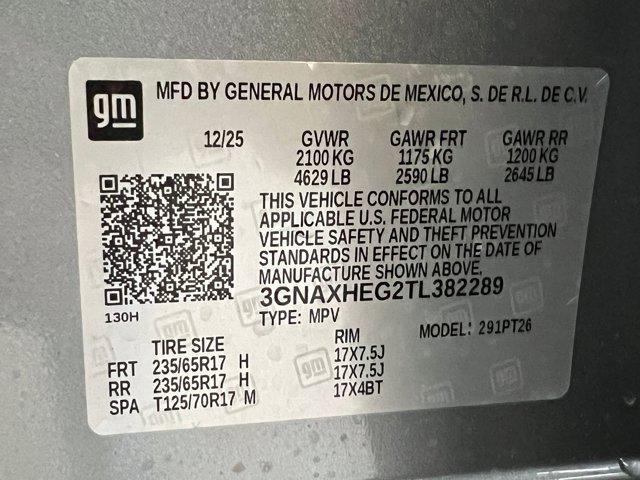 gm MFD BY GENERAL MOTORS DE MEXICO, S. DE R.L. DE C.V.
12/25 GVWR GAWR FRT GAWR RR
2100 KG 1175 KG 1200 KG
4629 LB 2590 LB 2645 LB
THIS VEHICLE CONFORMS TO ALL
APPLICABLE U.S. FEDERAL MOTOR
VEHICLE SAFETY AND THEFT PREVENTION
STANDARDS IN EFFECT ON THE DATE OF
MANUFACTURE SHOWN ABOVE.
3GNAXHEG2TL382289
130H
TYPE: MPV MODEL: 291PT26
TIRE SIZE RIM
FRT 235/65R17 H 17X7.5J
RR 235/65R17 H 17X7.5J
SPA T125/70R17 M 17X4BT